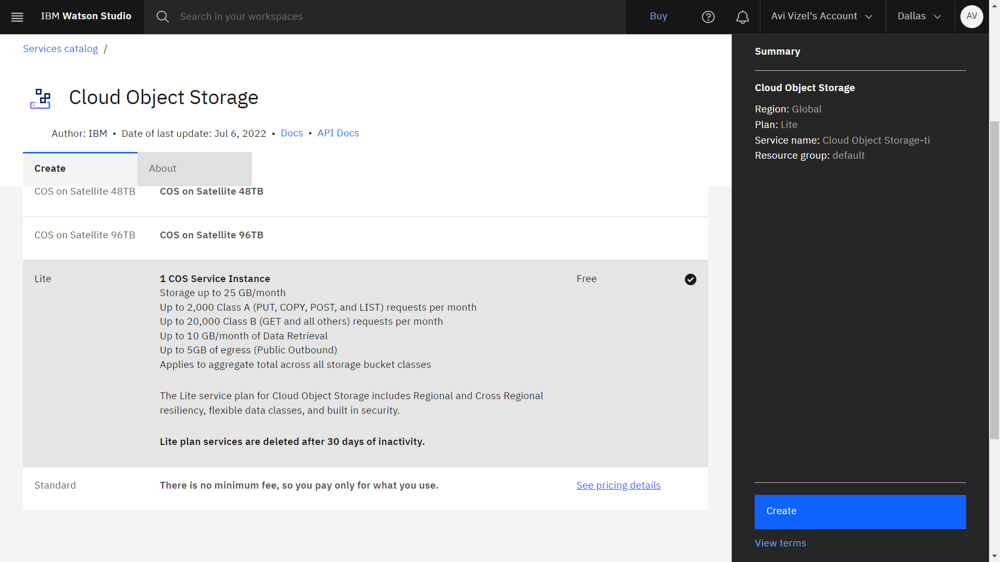 IBM Watson Studio
Search in your workspaces
Buy
Avi Vizel's Account
Dallas
AV
Services catalog /
Cloud Object Storage
Author: IBM • Date of last update: Jul 6, 2022 • Docs • API Docs
Create
About
COS on Satellite 48TB
COS on Satellite 48TB
COS on Satellite 96TB
COS on Satellite 96TB
Lite
1 COS Service Instance
Free
Storage up to 25 GB/month
Up to 2,000 Class A (PUT, COPY, POST, and LIST) requests per month
Up to 20,000 Class B (GET and all others) requests per month
Up to 10 GB/month of Data Retrieval
Up to 5GB of egress (Public Outbound)
Applies to aggregate total across all storage bucket classes
The Lite service plan for Cloud Object Storage includes Regional and Cross Regional
resiliency, flexible data classes, and built in security.
Lite plan services are deleted after 30 days of inactivity.
Standard
There is no minimum fee, so you pay only for what you use.
See pricing details
Summary
Cloud Object Storage
Region: Global
Plan: Lite
Service name: Cloud Object Storage-ti
Resource group: default
Create
View terms